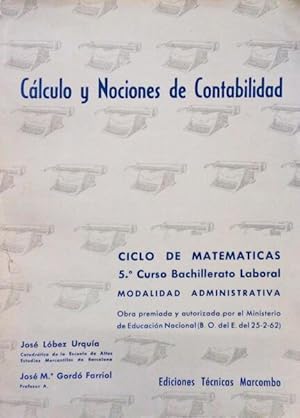 Cálculo y Nociones de Contabilidad
CICLO DE MATEMATICAS
5.º Curso Bachillerato Laboral
MODALIDAD ADMINISTRATIVA
Obra premiada y autorizada por el Ministerio
de Educación Nacional (B. O. del E. del 25-2-62)
José Lóbez Urquía
Catedrático de la Escuela de Altos
Estudios Mercantiles de Barcelona
José M.ª Gordó Farriol
Profesor A.
Ediciones Técnicas Marcombo